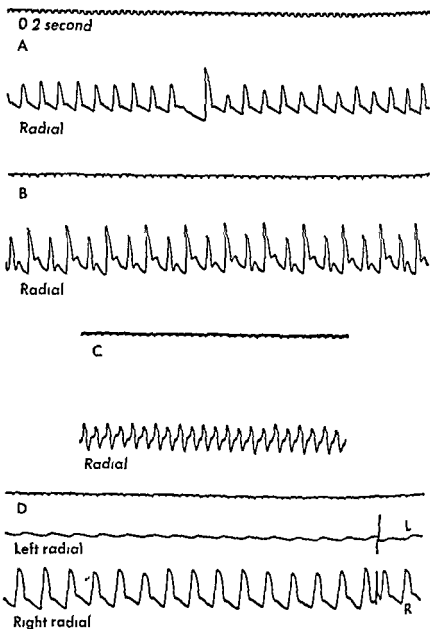 0 2 second
A
Radial
B
Radial
C
Radial
D
L
Left radial
R
Right radial